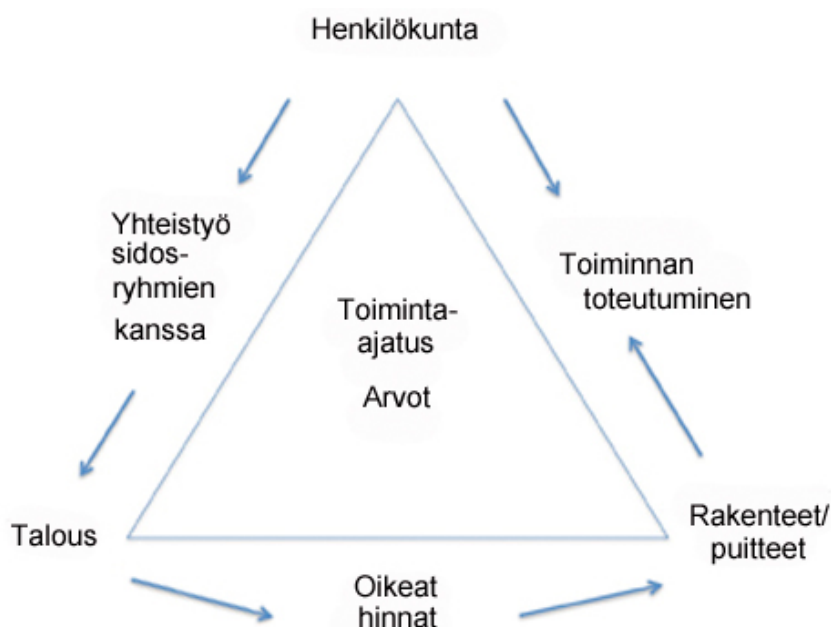 Henkilökunta
Yhteistyö
sidos-
ryhmien
kanssa
Toiminnan
toteutuminen
Toiminta-
ajatus
Arvot
Talous
Rakenteet/
puitteet
Oikeat
hinnat